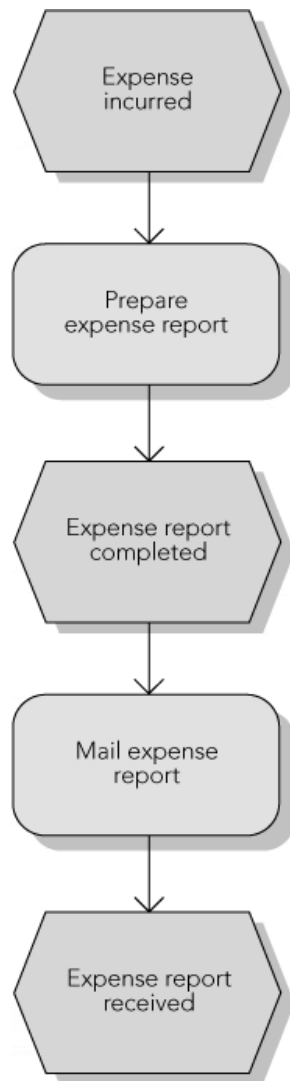 Expense
incurred
Prepare
expense report
Expense report
completed
Mail expense
report
Expense report
received